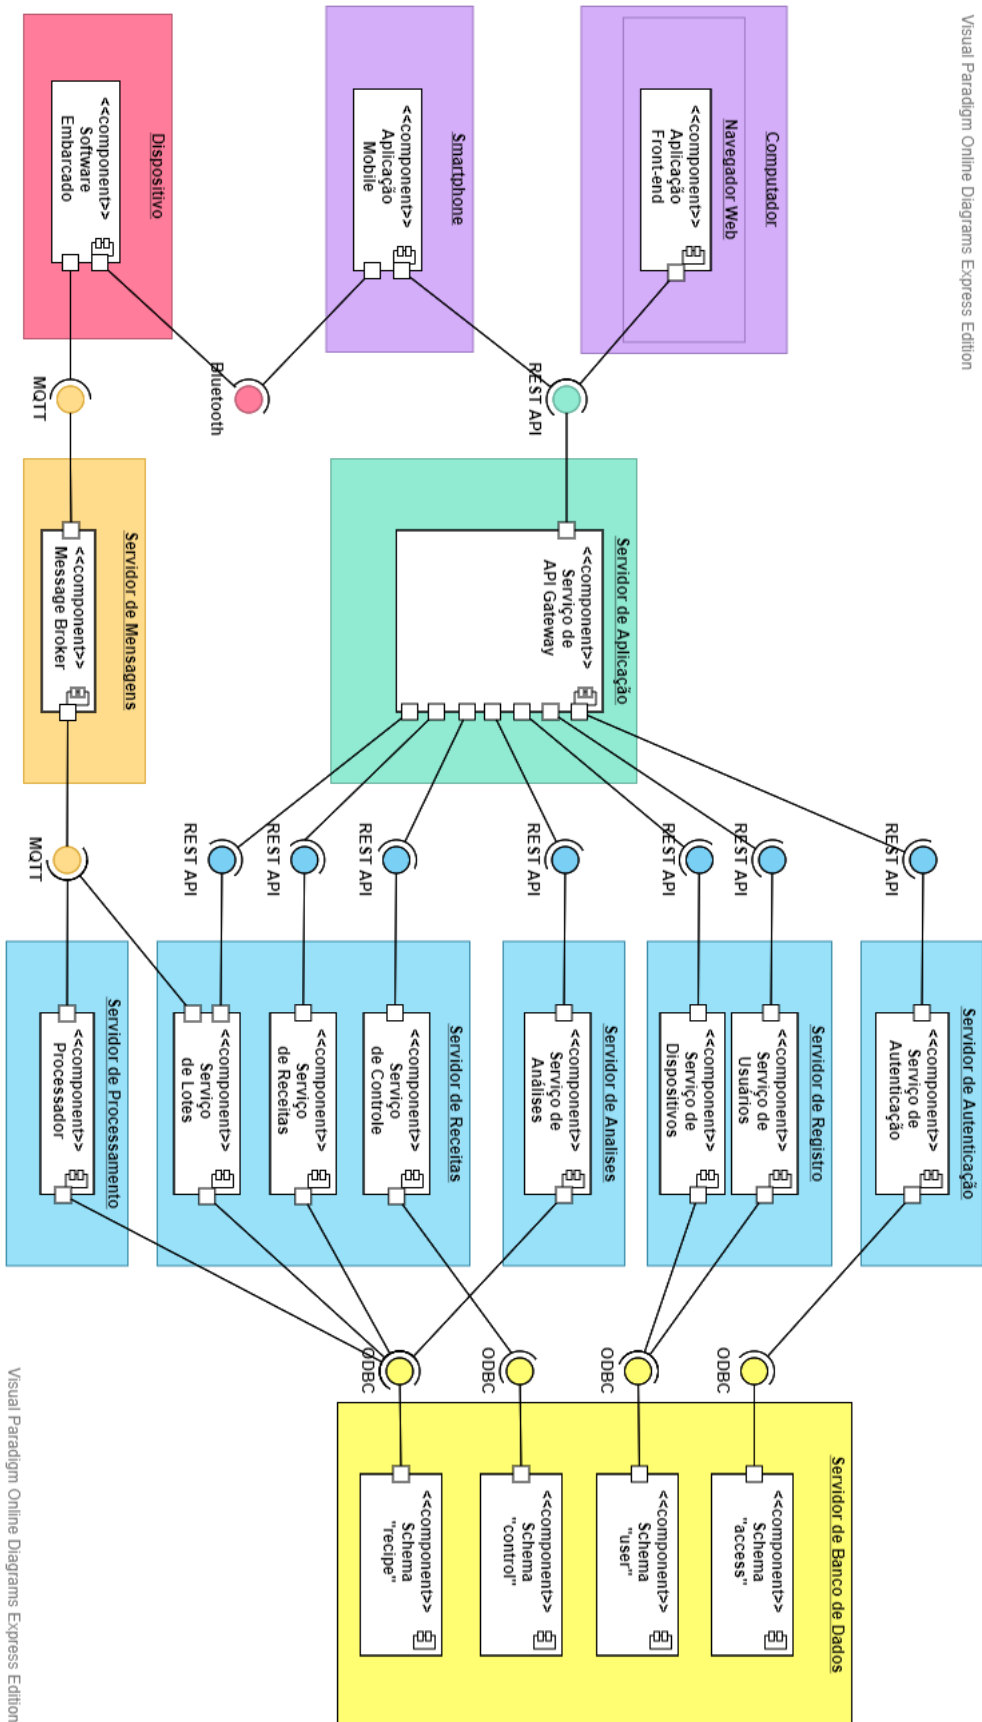 Visual Paradigm Online Diagrams Express Edition
Computador
Navegador Web
<<component>>
Aplicação
Front-end
Smartphone
<<component>>
Aplicação
Mobile
Dispositivo
<<component>>
Software
Embarcado
REST API
Bluetooth
MQTT
Servidor de Aplicação
<<component>>
Serviço de
API Gateway
Servidor de Mensagens
<<component>>
Message Broker
REST API
REST API
REST API
REST API
REST API
REST API
REST API
MQTT
Servidor de Autenticação
<<component>>
Serviço de
Autenticação
Servidor de Registro
<<component>>
Serviço de
Usuários
<<component>>
Serviço de
Dispositivos
Servidor de Analises
<<component>>
Serviço de
Análises
Servidor de Receitas
<<component>>
Serviço
de Controle
<<component>>
Serviço
de Receitas
<<component>>
Serviço
de Lotes
Servidor de Processamento
<<component>>
Processador
ODBC
ODBC
ODBC
ODBC
Servidor de Banco de Dados
<<component>>
Schema
"access"
<<component>>
Schema
"user"
<<component>>
Schema
"control"
<<component>>
Schema
"recipe"
Visual Paradigm Online Diagrams Express Edition